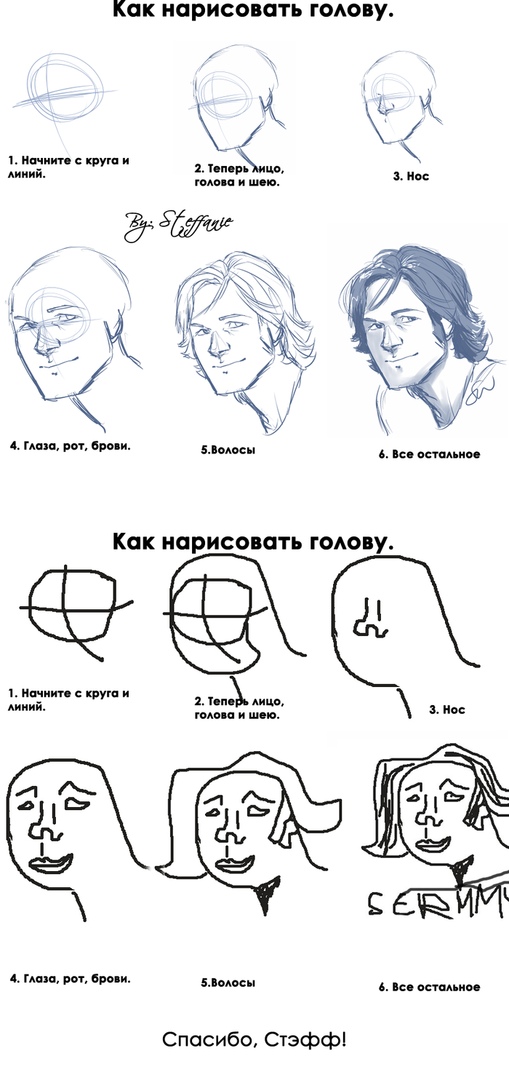 Как нарисовать голову.
1. Начните с круга и
линий.
2. Теперь лицо,
голова и шею.
3. Нос
By: Steffanie
4. Глаза, рот, брови.
5.Волосы
6. Все остальное
Как нарисовать голову.
1. Начните с круга и
линий.
2. Теперь лицо,
голова и шею.
3. Нос
4. Глаза, рот, брови.
5.Волосы
6. Все остальное
Спасибо, Стэфф!